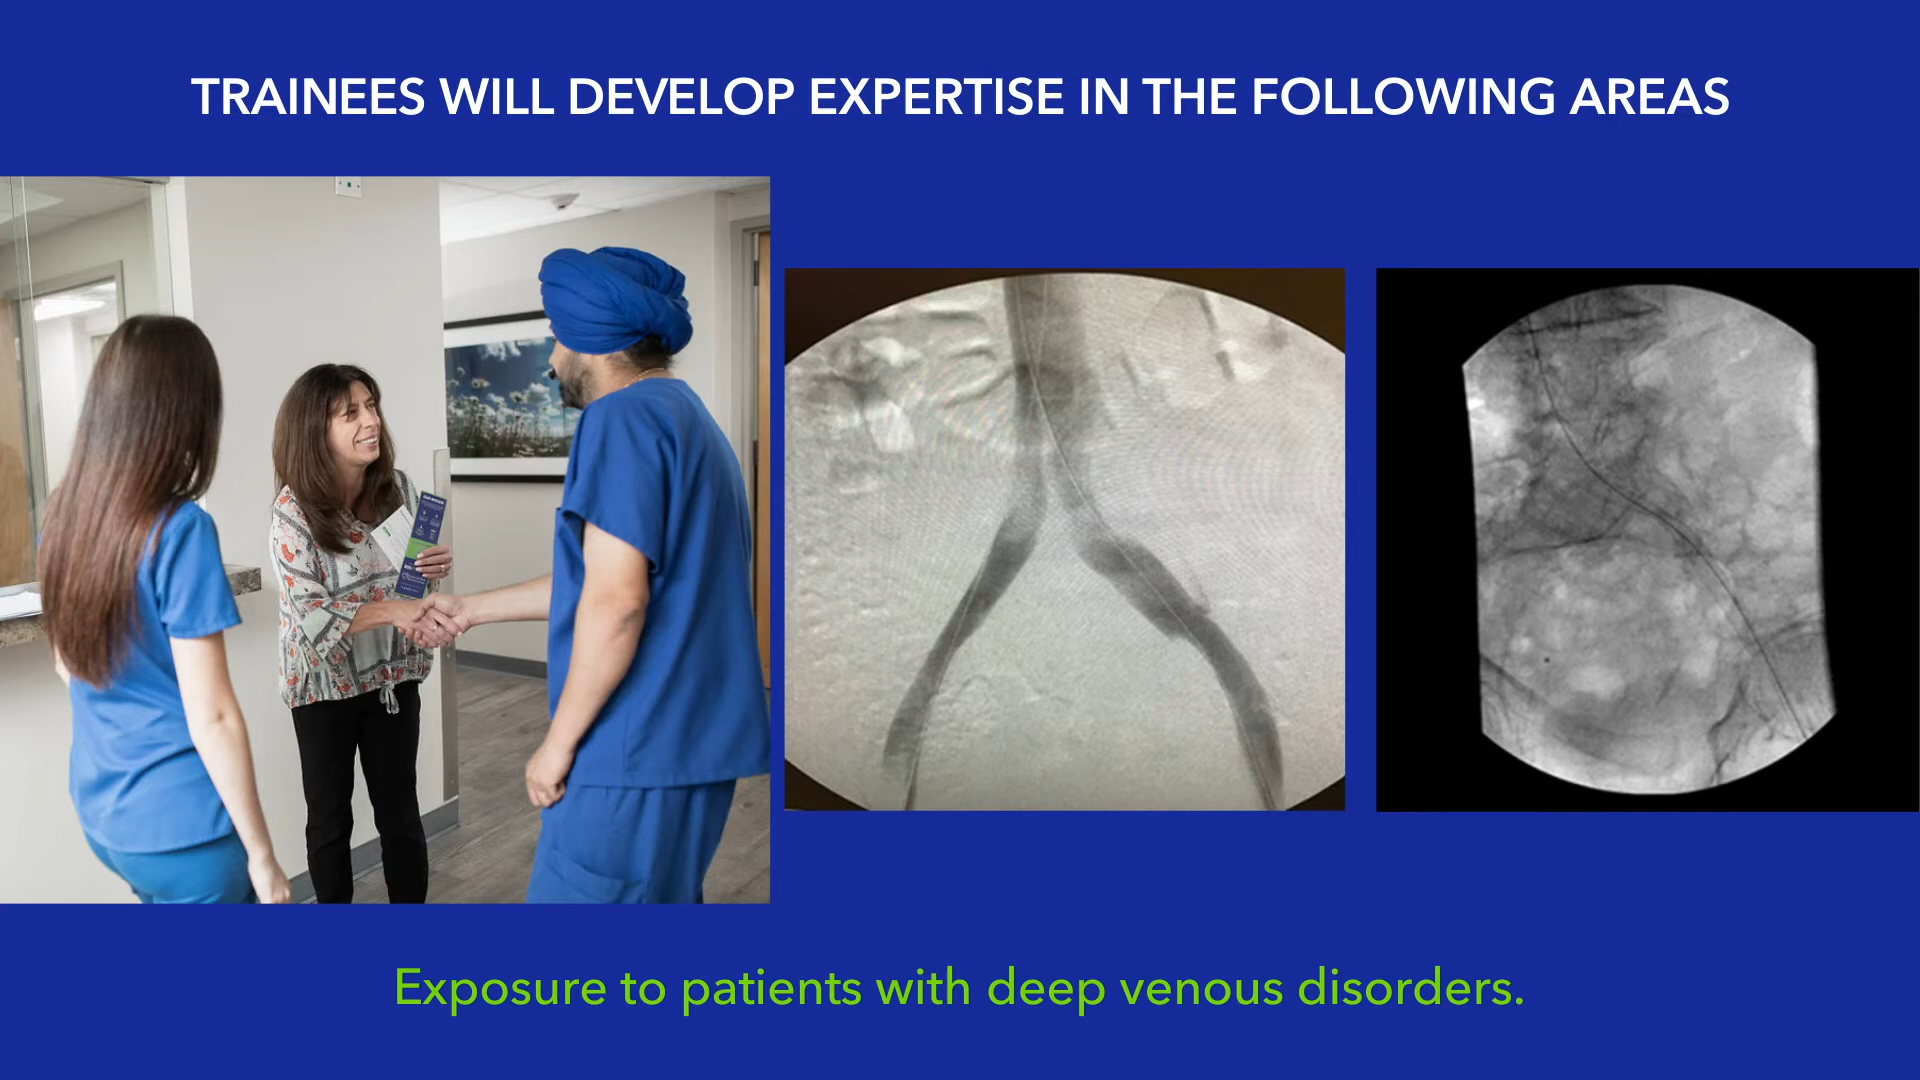 TRAINEES WILL DEVELOP EXPERTISE IN THE FOLLOWING AREAS
Exposure to patients with deep venous disorders.